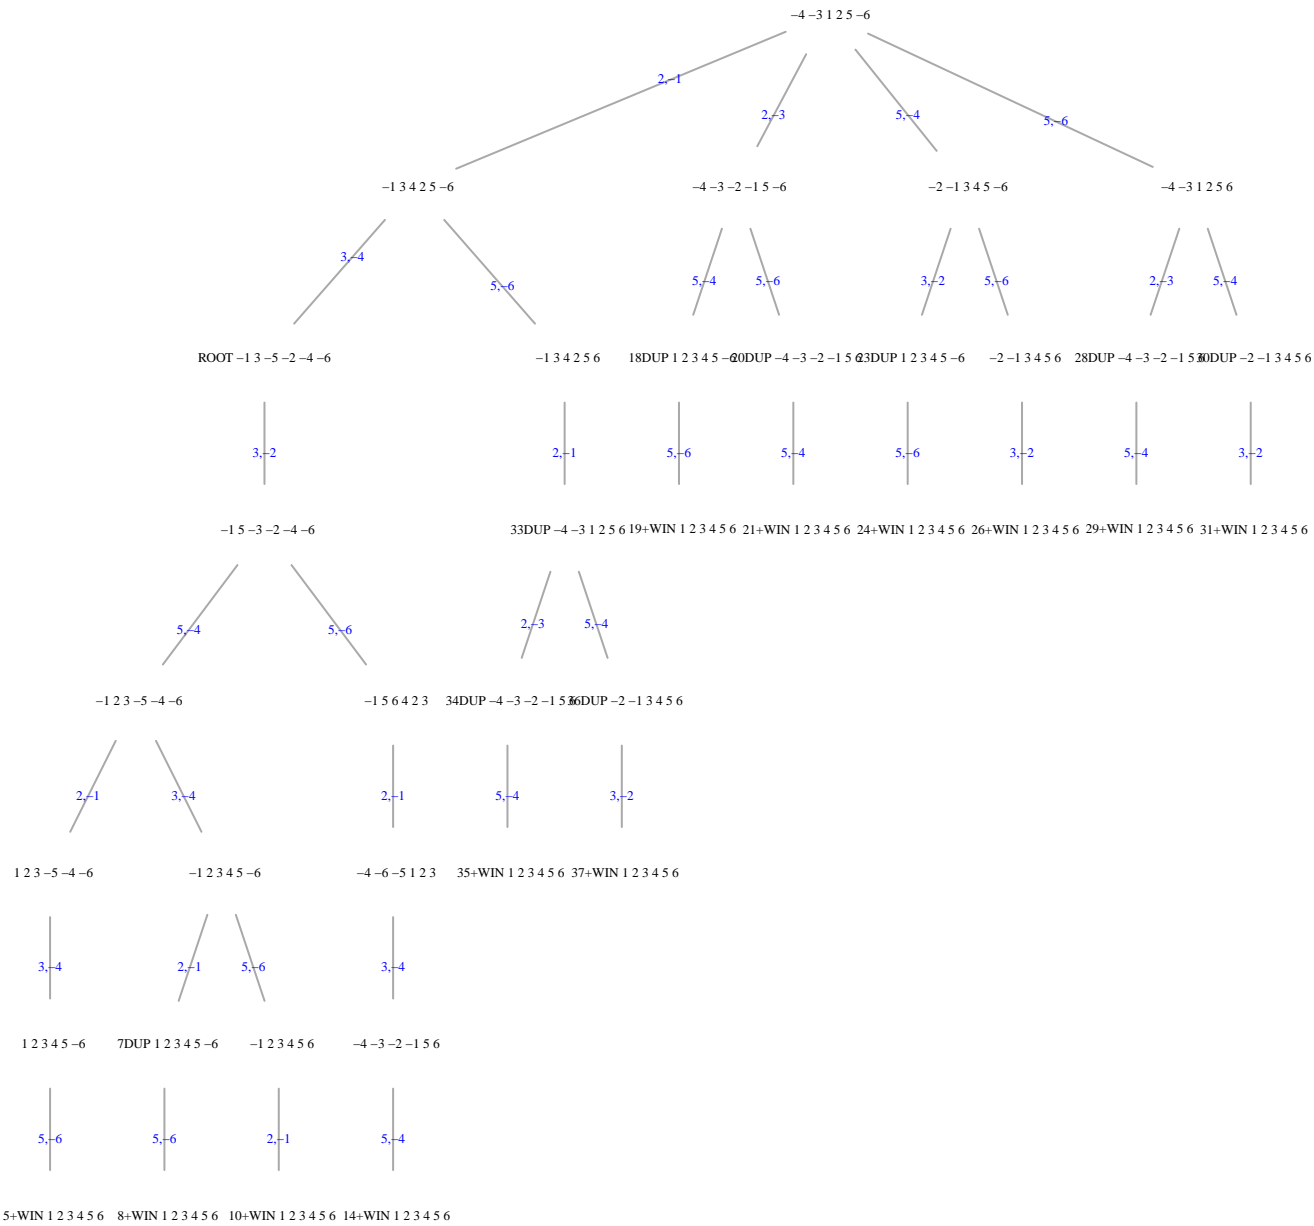 −4 −3 1 2 5 −6
2,−1
2,−3
5,−4
5,−6
−1 3 4 2 5 −6
−4 −3 −2 −1 5 −6
−2 −1 3 4 5 −6
−4 −3 1 2 5 6
3,−4
5,−6
5,−4
5,−6
3,−2
5,−6
2,−3
5,−4
ROOT −1 3 −5 −2 −4 −6
−1 3 4 2 5 6
18DUP 1 2 3 4 5 −6
20DUP −4 −3 −2 −1 5 6
23DUP 1 2 3 4 5 −6
−2 −1 3 4 5 6
28DUP −4 −3 −2 −1 5 6
30DUP −2 −1 3 4 5 6
3,−2
2,−1
5,−6
5,−4
5,−6
3,−2
5,−4
3,−2
−1 5 −3 −2 −4 −6
33DUP −4 −3 1 2 5 6
19+WIN 1 2 3 4 5 6
21+WIN 1 2 3 4 5 6
24+WIN 1 2 3 4 5 6
26+WIN 1 2 3 4 5 6
29+WIN 1 2 3 4 5 6
31+WIN 1 2 3 4 5 6
5,−4
5,−6
2,−3
5,−4
−1 2 3 −5 −4 −6
−1 5 6 4 2 3
34DUP −4 −3 −2 −1 5 6
36DUP −2 −1 3 4 5 6
2,−1
3,−4
2,−1
5,−4
3,−2
1 2 3 −5 −4 −6
−1 2 3 4 5 −6
−4 −6 −5 1 2 3
35+WIN 1 2 3 4 5 6
37+WIN 1 2 3 4 5 6
3,−4
2,−1
5,−6
3,−4
1 2 3 4 5 −6
7DUP 1 2 3 4 5 −6
−1 2 3 4 5 6
−4 −3 −2 −1 5 6
5,−6
5,−6
2,−1
5,−4
5+WIN 1 2 3 4 5 6
8+WIN 1 2 3 4 5 6
10+WIN 1 2 3 4 5 6
14+WIN 1 2 3 4 5 6